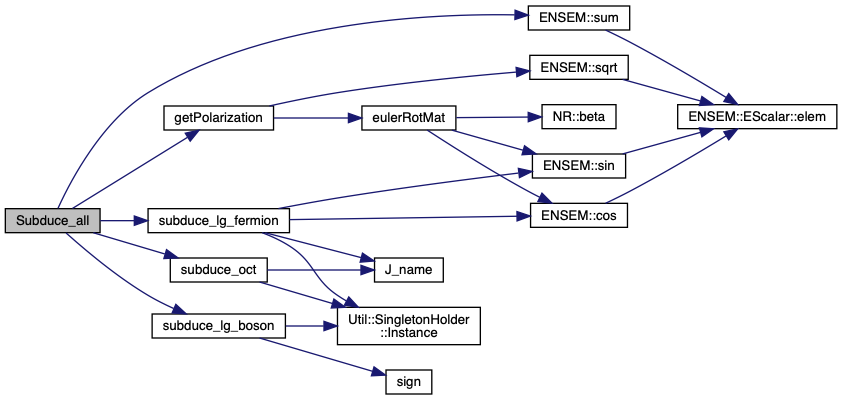 ENSEM::sum
ENSEM::sqrt
ENSEM::EScalar::elem
getPolarization
eulerRotMat
NR::beta
ENSEM::sin
Subduce_all
subduce_lg_fermion
ENSEM::cos
subduce_oct
J_name
subduce_lg_boson
Util::SingletonHolder
::Instance
sign